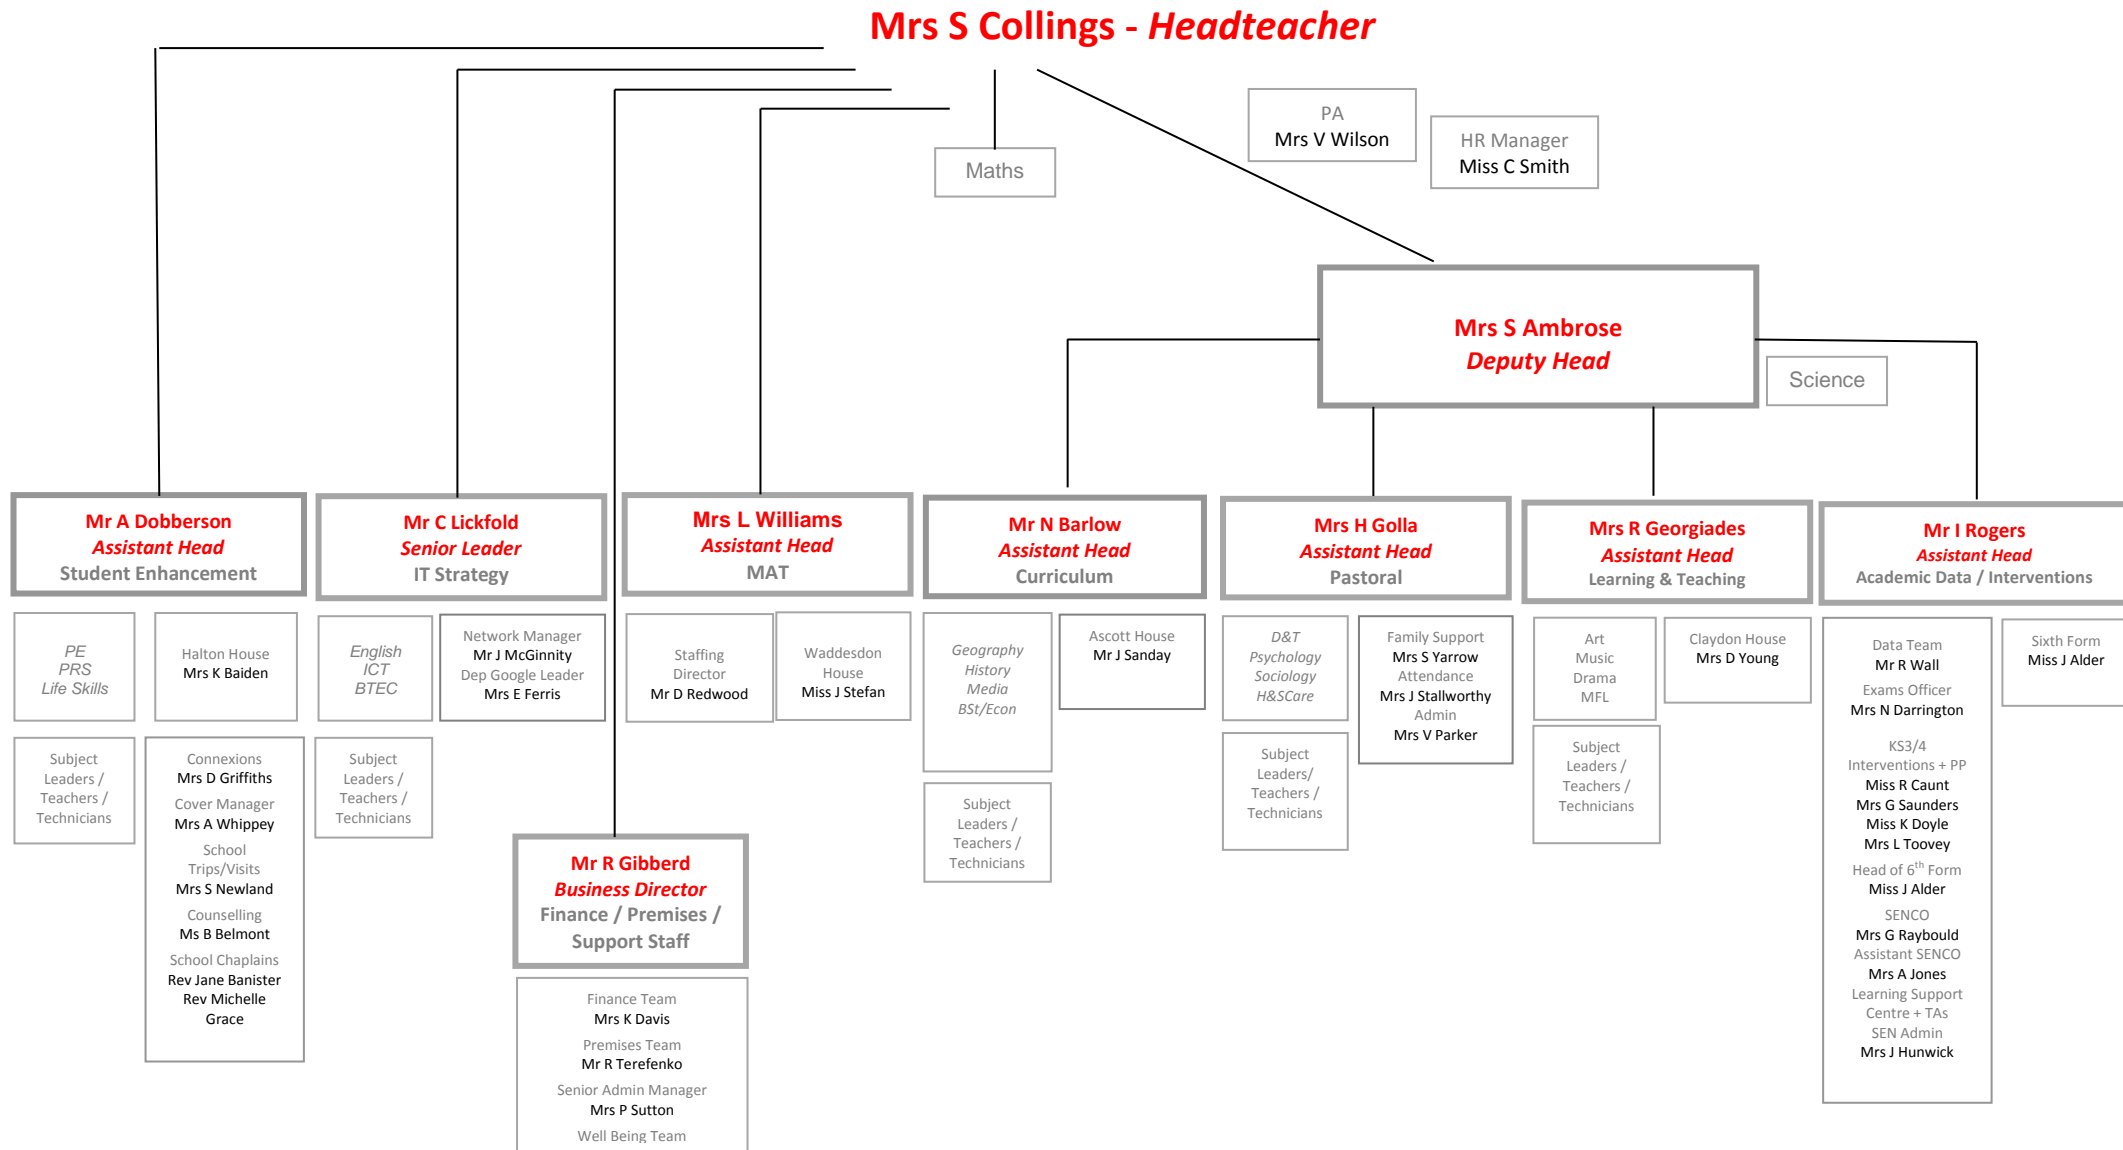 Mrs S Collings - Headteacher
PA
Mrs V Wilson
HR Manager
Miss C Smith
Maths
Mrs S Ambrose
Deputy Head
Science
Mr A Dobberson
Assistant Head
Student Enhancement
Mr C Lickfold
Senior Leader
IT Strategy
Mrs L Williams
Assistant Head
MAT
Mr N Barlow
Assistant Head
Curriculum
Mrs H Golla
Assistant Head
Pastoral
Mrs R Georgiades
Assistant Head
Learning & Teaching
Mr I Rogers
Assistant Head
Academic Data / Interventions
PE
PRS
Life Skills
Halton House
Mrs K Baiden
English
ICT
BTEC
Network Manager
Mr J McGinnity
Dep Google Leader
Mrs E Ferris
Staffing
Director
Mr D Redwood
Waddesdon
House
Miss J Stefan
Geography
History
Media
BSt/Econ
Ascott House
Mr J Sanday
D&T
Psychology
Sociology
H&SCare
Family Support
Mrs S Yarrow
Attendance
Mrs J Stallworthy
Admin
Mrs V Parker
Art
Music
Drama
MFL
Claydon House
Mrs D Young
Data Team
Mr R Wall
Exams Officer
Mrs N Darrington
KS3/4
Interventions + PP
Miss R Caunt
Mrs G Saunders
Miss K Doyle
Mrs L Toovey
Head of 6th Form
Miss J Alder
SENCO
Mrs G Raybould
Assistant SENCO
Mrs A Jones
Learning Support
Centre + TAs
SEN Admin
Mrs J Hunwick
Sixth Form
Miss J Alder
Subject
Leaders /
Teachers /
Technicians
Connexions
Mrs D Griffiths
Cover Manager
Mrs A Whippey
School
Trips/Visits
Mrs S Newland
Counselling
Ms B Belmont
School Chaplains
Rev Jane Banister
Rev Michelle
Grace
Subject
Leaders /
Teachers /
Technicians
Subject
Leaders /
Teachers /
Technicians
Subject
Leaders/
Teachers /
Technicians
Subject
Leaders /
Teachers /
Technicians
Mr R Gibberd
Business Director
Finance / Premises /
Support Staff
Finance Team
Mrs K Davis
Premises Team
Mr R Terefenko
Senior Admin Manager
Mrs P Sutton
Well Being Team